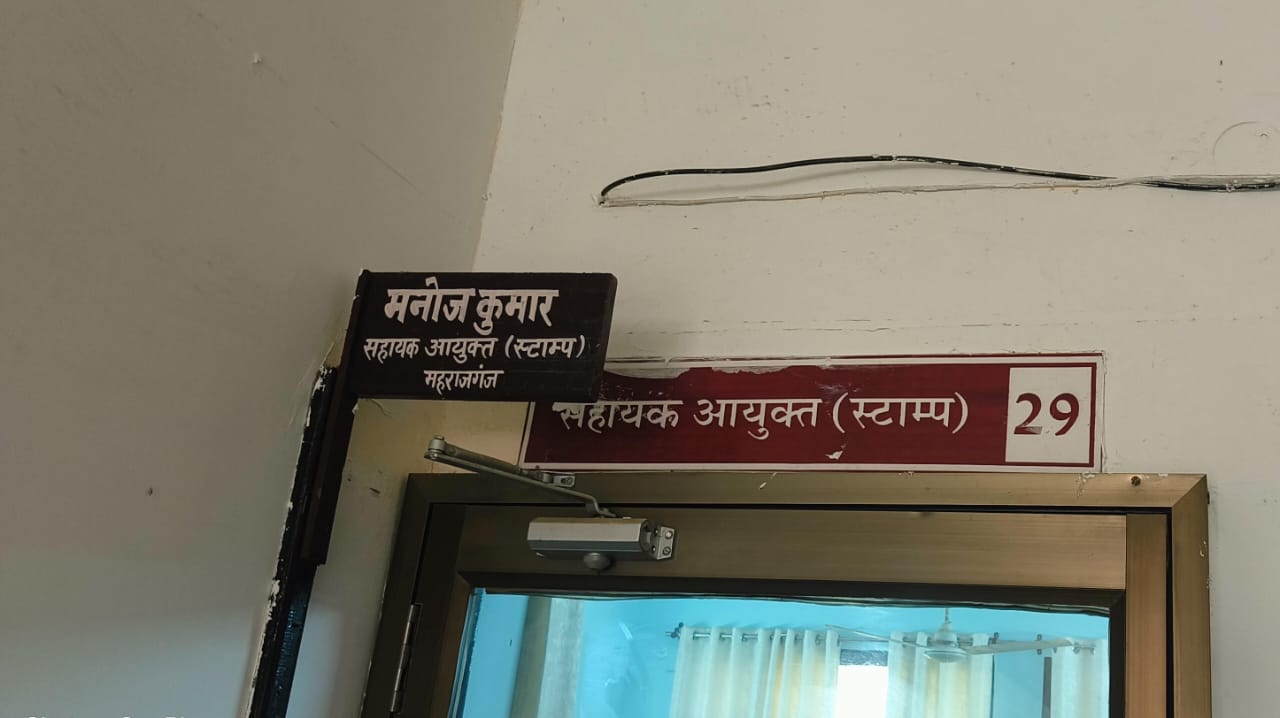 मनोज कुमार
सहायक आयुक्त (स्टाम्प)
महराजगंज
सहायक आयुक्त (स्टाम्प) 29